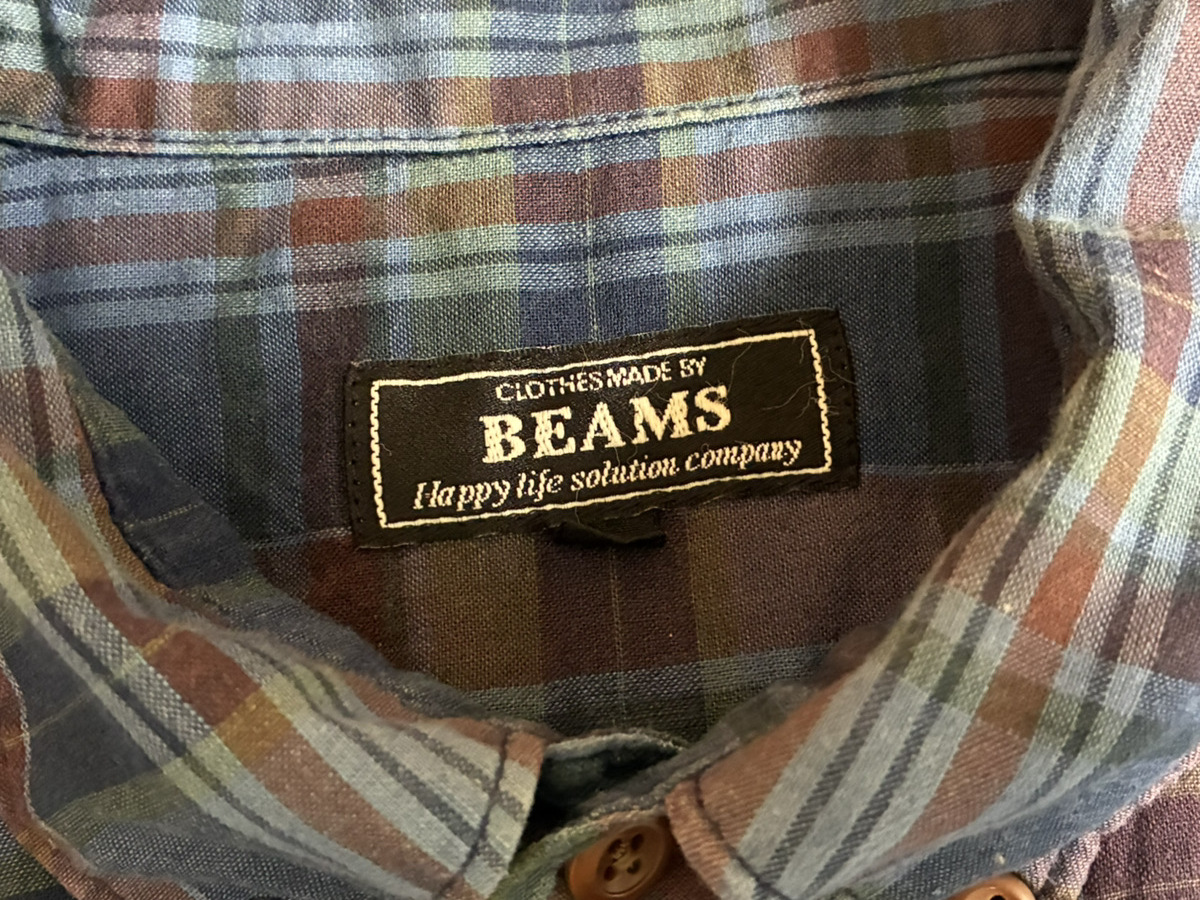 CLOTHES MADE BY
BEAMS
Happy life solution company